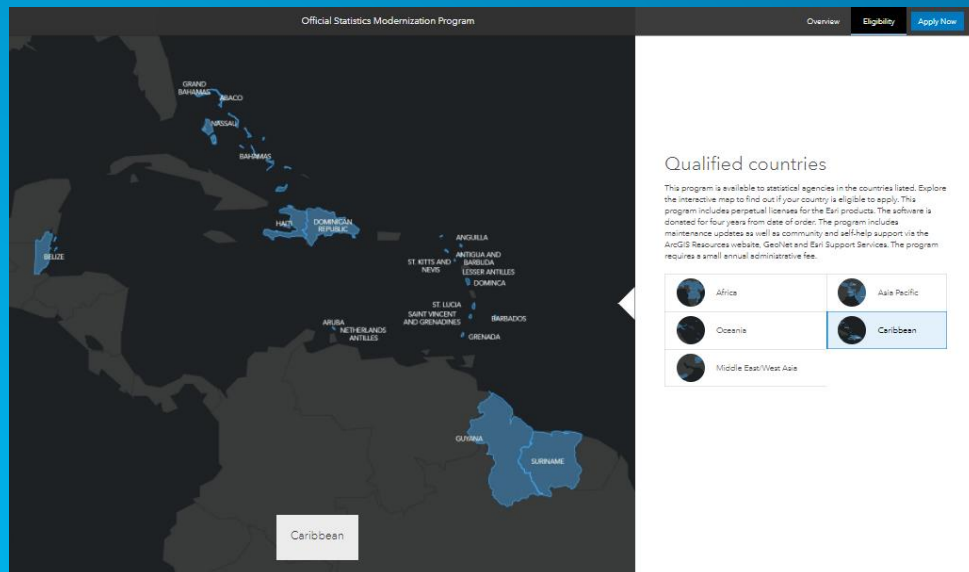 Official Statistics Modernization Program
Overview
Eligibility
Apply Now
GRAND
BAHAMAS
ABACO
NASSAU
BAHAMAS
HAITI
DOMINICAN
REPUBLIC
BELIZE
ANGUILLA
ANTIGUA AND
BARBUDA
ST. KITTS AND
NEVIS
LESSER ANTILLES
DOMINCA
ST. LUCIA
SAINT VINCENT
AND GRENADINES
BARBADOS
ARUBA
NETHERLANDS
ANTILLES
GRENADA
GUYANA
SURINAME
Caribbean
Qualified countries
This program is available to statistical agencies in the countries listed. Explore
the interactive map to find out if your country is eligible to apply. This
program includes perpetual licenses for the Esri products. The software is
donated for four years from date of order. The program includes
maintenance updates as well as community and self-help support via the
ArcGIS Resources website, GeoNet and Esri Support Services. The program
requires a small annual administrative fee.
Africa
Asia Pacific
Oceania
Caribbean
Middle East/West Asia